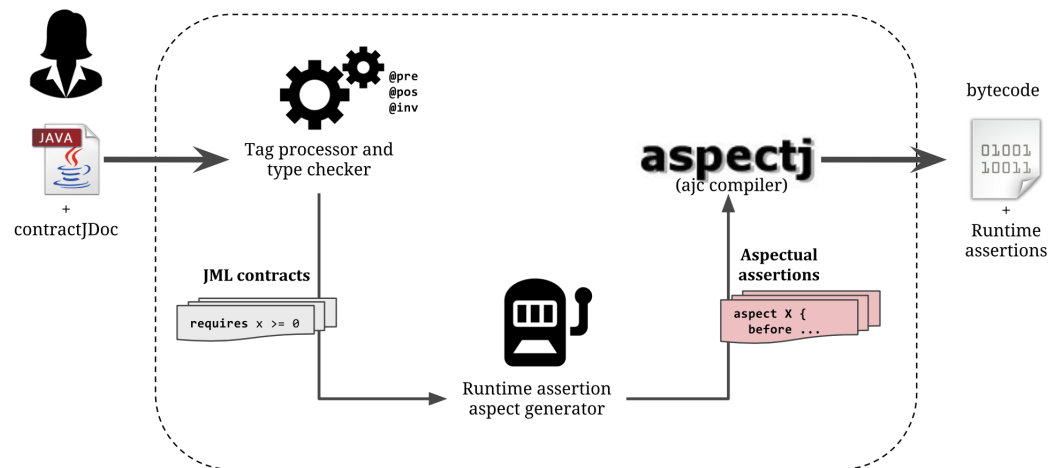 @pre
@pos
@inv
Tag processor and
type checker
JAVA
+
contractJDoc
JML contracts
requires x >= 0
Runtime assertion
aspect generator
Aspectual
assertions
aspect X {
before ...
aspectj
(ajc compiler)
bytecode
01001
10011
+
Runtime
assertions